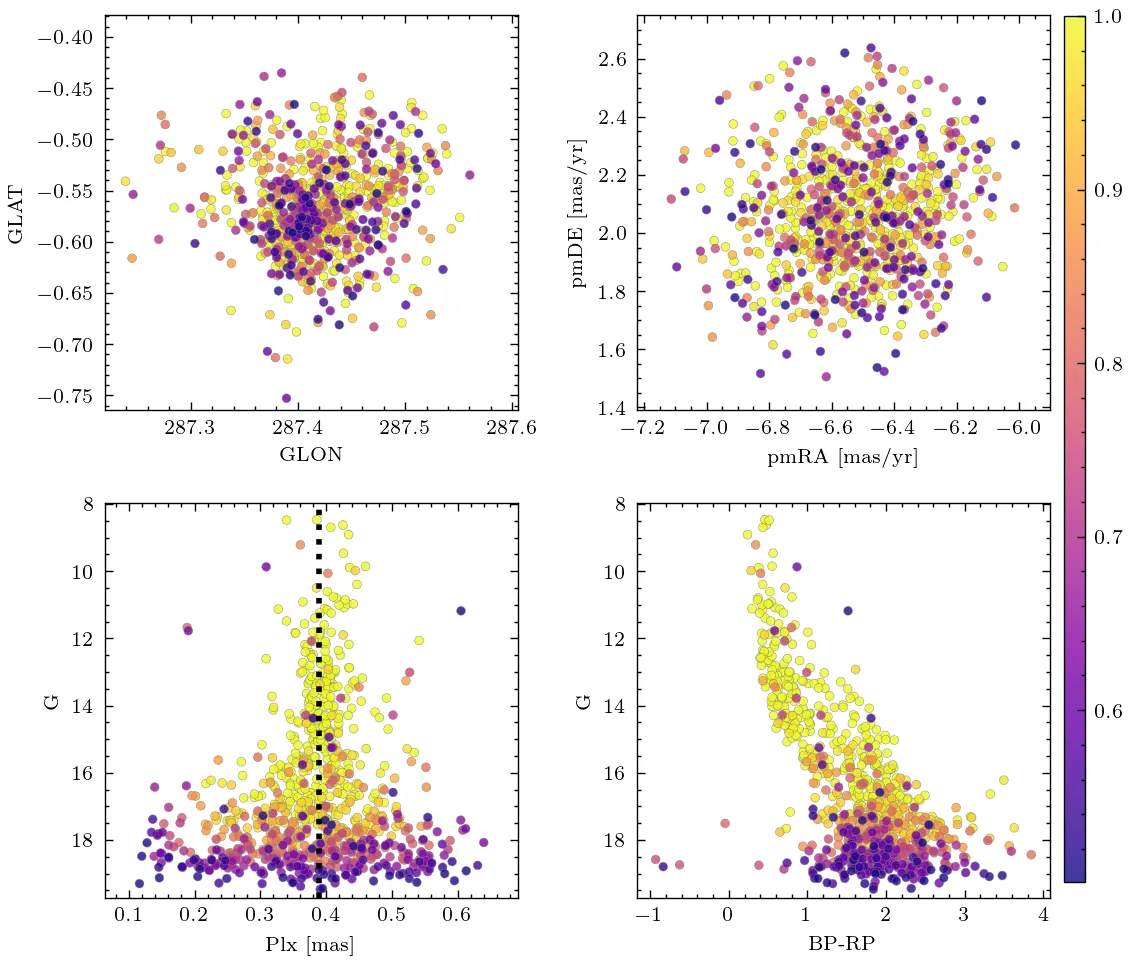 −0.40
−0.45
−0.50
−0.55
−0.60
−0.65
−0.70
−0.75
GLAT
287.3 287.4 287.5 287.6
GLON
2.6
2.4
2.2
2.0
1.8
1.6
1.4
pmDE [mas/yr]
−7.2 −7.0 −6.8 −6.6 −6.4 −6.2 −6.0
pmRA [mas/yr]
1.0
0.9
0.8
0.7
0.6
8
10
12
14
16
18
G
0.1 0.2 0.3 0.4 0.5 0.6
Plx [mas]
8
10
12
14
16
18
G
−1 0 1 2 3 4
BP-RP